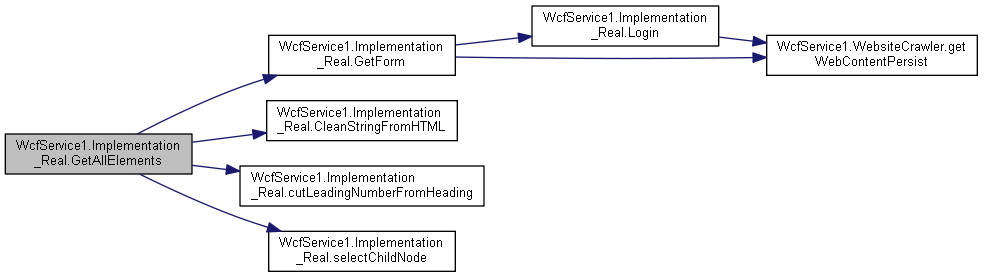 WcfService1.Implementation
_Real.GetAllElements
WcfService1.Implementation
_Real.GetForm
WcfService1.Implementation
_Real.Login
WcfService1.WebsiteCrawler.get
WebContentPersist
WcfService1.Implementation
_Real.CleanStringFromHTML
WcfService1.Implementation
_Real.cutLeadingNumberFromHeading
WcfService1.Implementation
_Real.selectChildNode